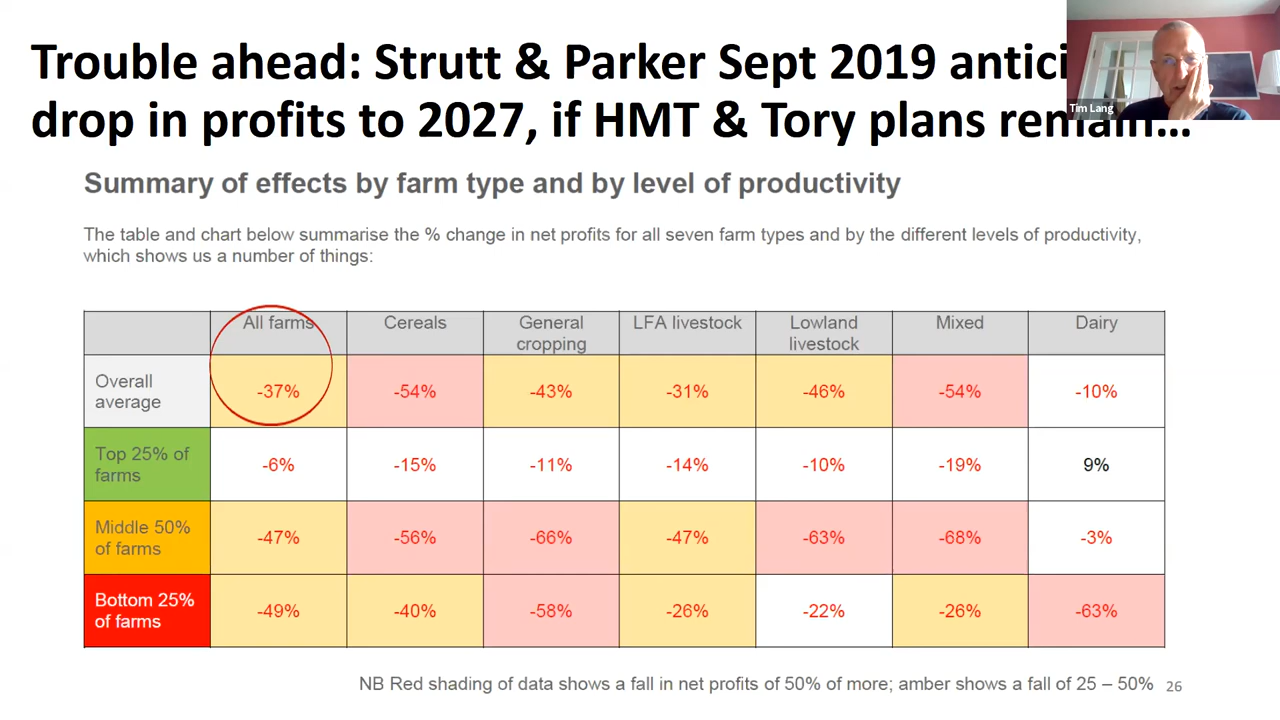 Trouble ahead: Strutt & Parker Sept 2019
drop in profits to 2027, if HMT & Tory plans remain...
Tim Lang
Summary of effects by farm type and by level of productivity
The table and chart below summarise the % change in net profits for all seven farm types and by the different levels of productivity,
which shows us a number of things:
All farms Cereals General cropping LFA livestock Lowland livestock Mixed Dairy
Overall average -37% -54% -43% -31% -46% -54% -10%
Top 25% of farms -6% -15% -11% -14% -10% -19% 9%
Middle 50% of farms -47% -56% -66% -47% -63% -68% -3%
Bottom 25% of farms -49% -40% -58% -26% -22% -26% -63%
NB Red shading of data shows a fall in net profits of 50% of more; amber shows a fall of 25 – 50% 26